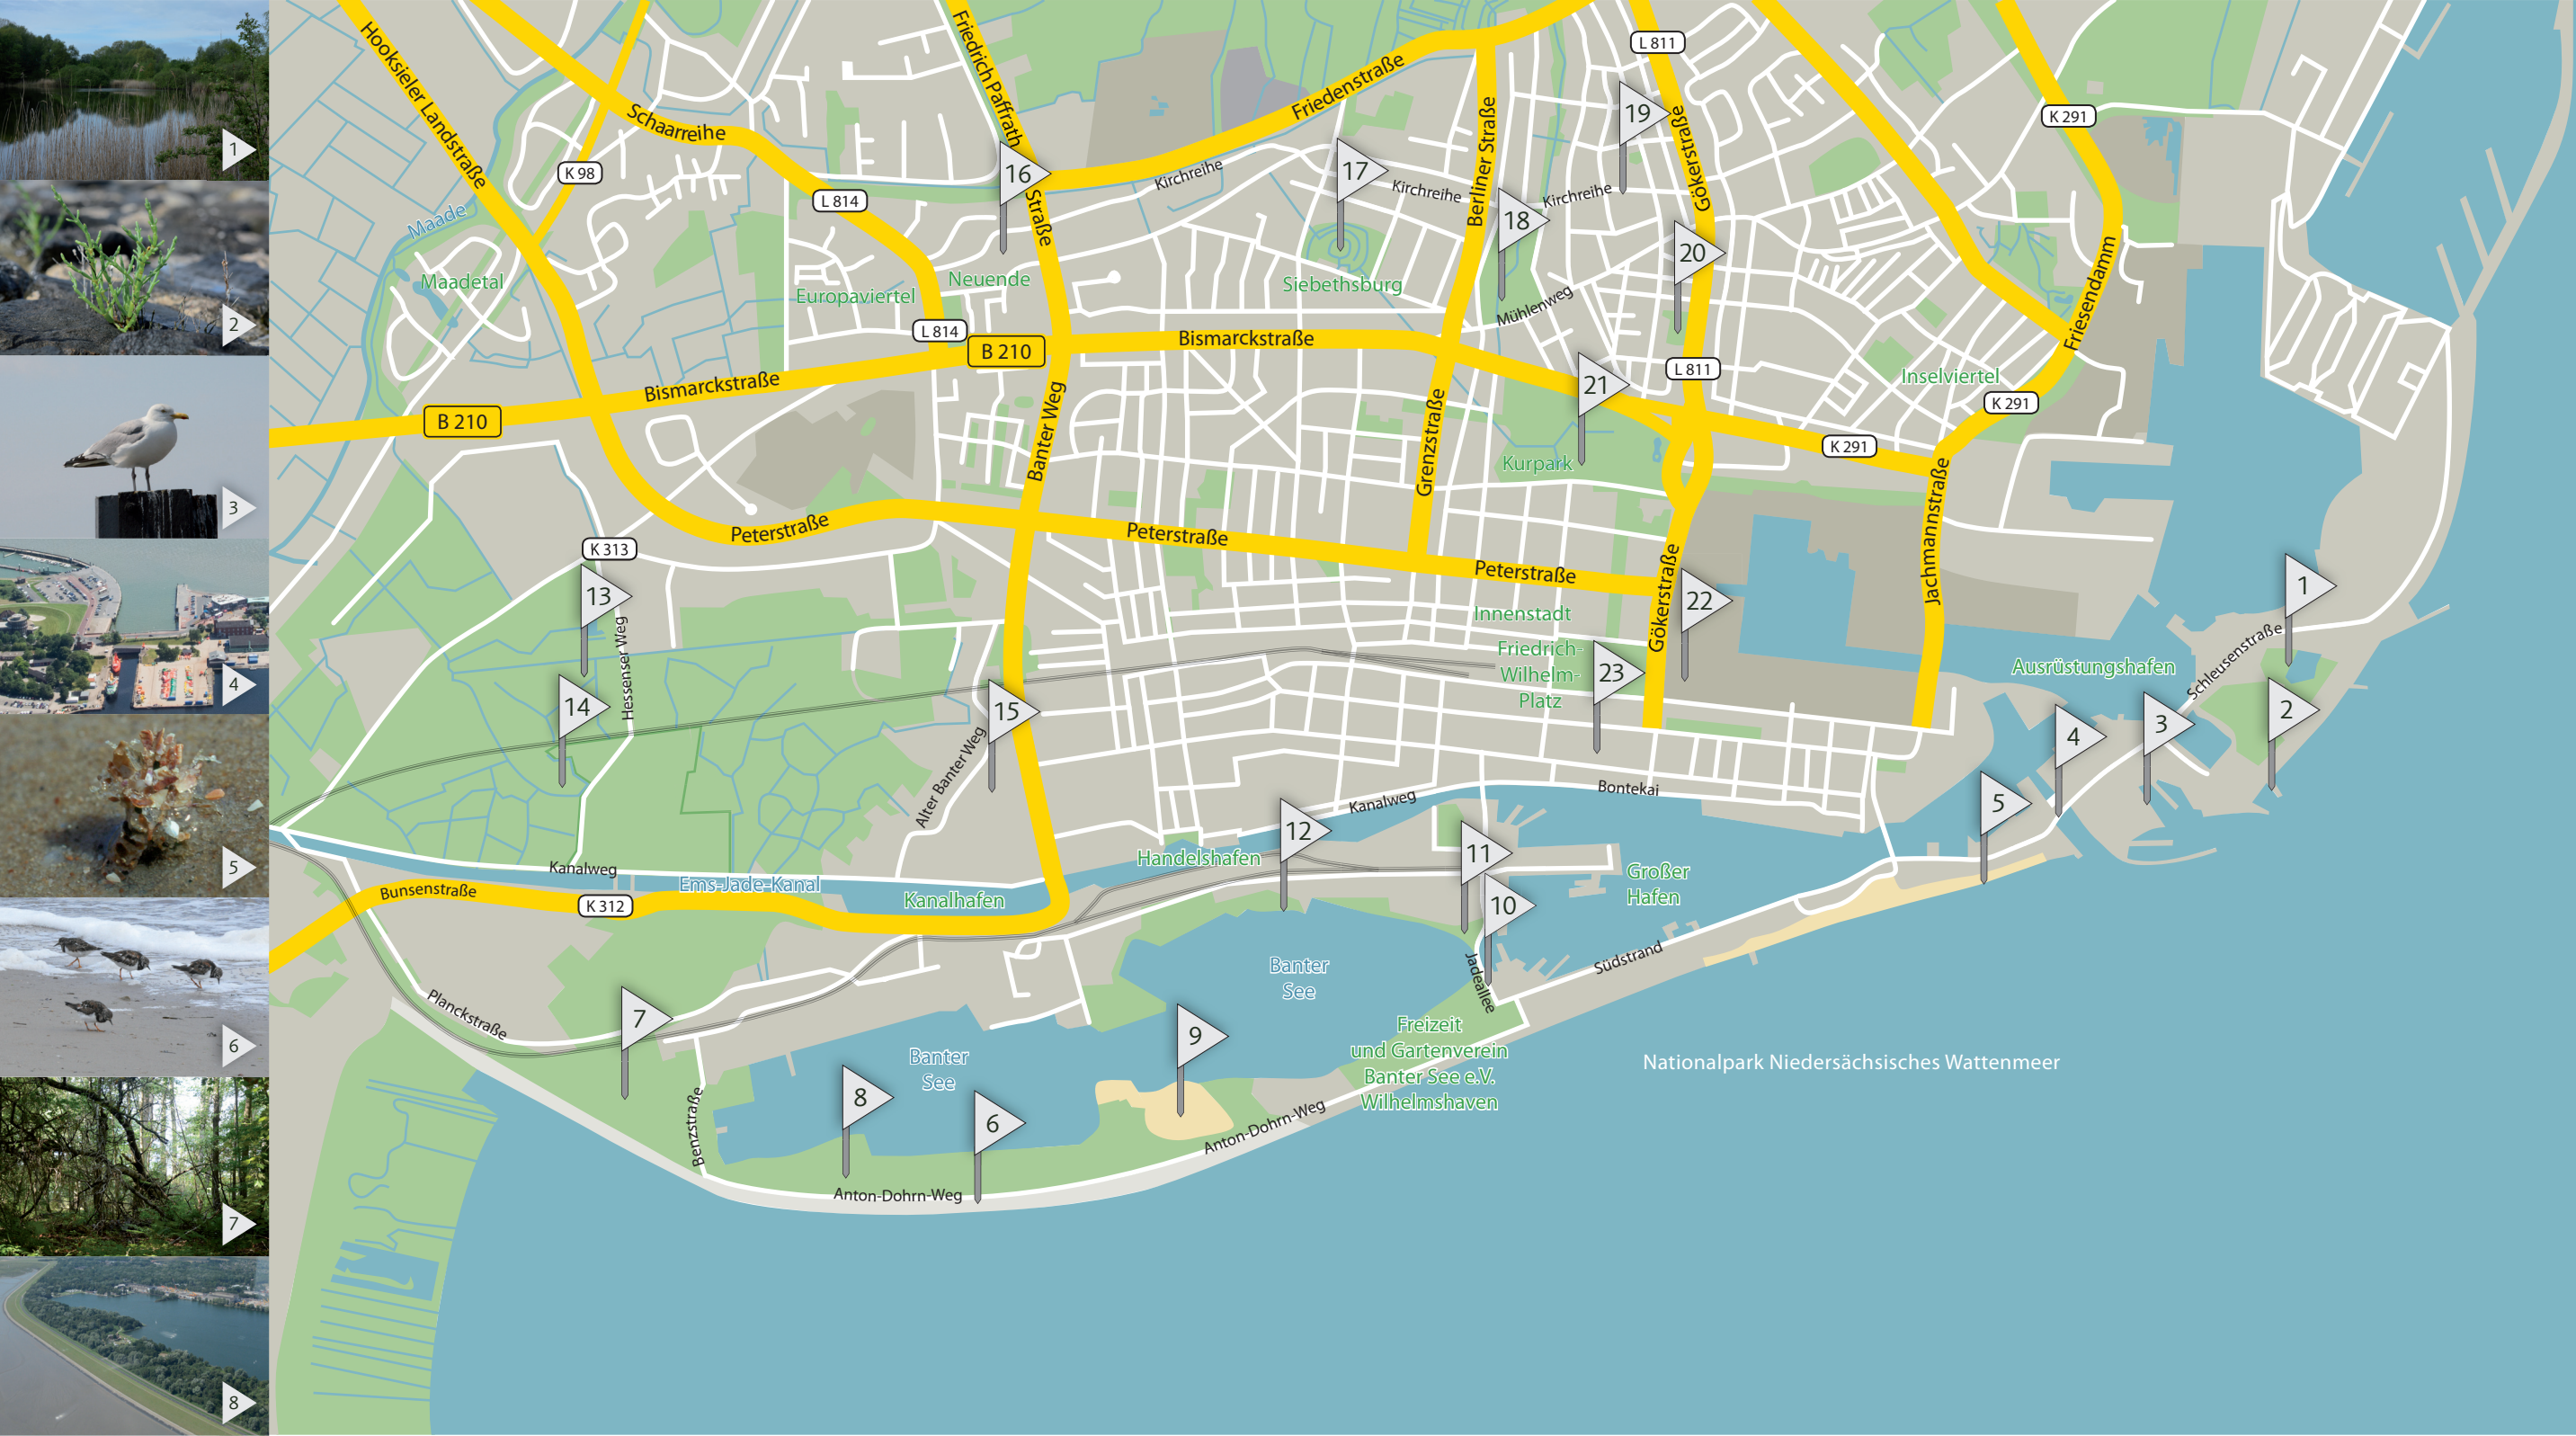 1
2
3
4
5
6
7
8
Hooksieler Landstraße
Schaarreihe
Friedrich Paffrath
Straße
Friedenstraße
Berliner Straße
L 811
Gökerstraße
K 291
19
K 98
L 814
16
Kirchreihe
17
Kirchreihe
18
Kirchreihe
20
Maade
Maadetal
Europaviertel
Neuende
Siebethsburg
Mühlenweg
Friesendamm
L 814
B 210
Bismarckstraße
Bismarckstraße
B 210
L 811
21
Inselviertel
K 291
K 291
Banter Weg
Grenzstraße
Kurpark
Jachmannstraße
Peterstraße
Peterstraße
Peterstraße
K 313
13
Hessenser Weg
14
Innenstadt
Gökerstraße
22
Friedrich-
Wilhelm-
Platz
23
1
Schleusenstraße
Ausrüstungshafen
2
3
4
5
15
Alter Banter Weg
Bontekai
Kanalweg
12
Handelshafen
11
10
Großer
Hafen
Kanalweg
Ems-Jade-Kanal
Kanalhafen
Bunsenstraße
K 312
Planckstraße
7
Banter
See
Jadeallee
Südstrand
9
Banter
See
8
6
Freizeit
und Gartenverein
Banter See e.V.
Wilhelmshaven
Nationalpark Niedersächsisches Wattenmeer
Benzstraße
Anton-Dohrn-Weg
Anton-Dohrn-Weg